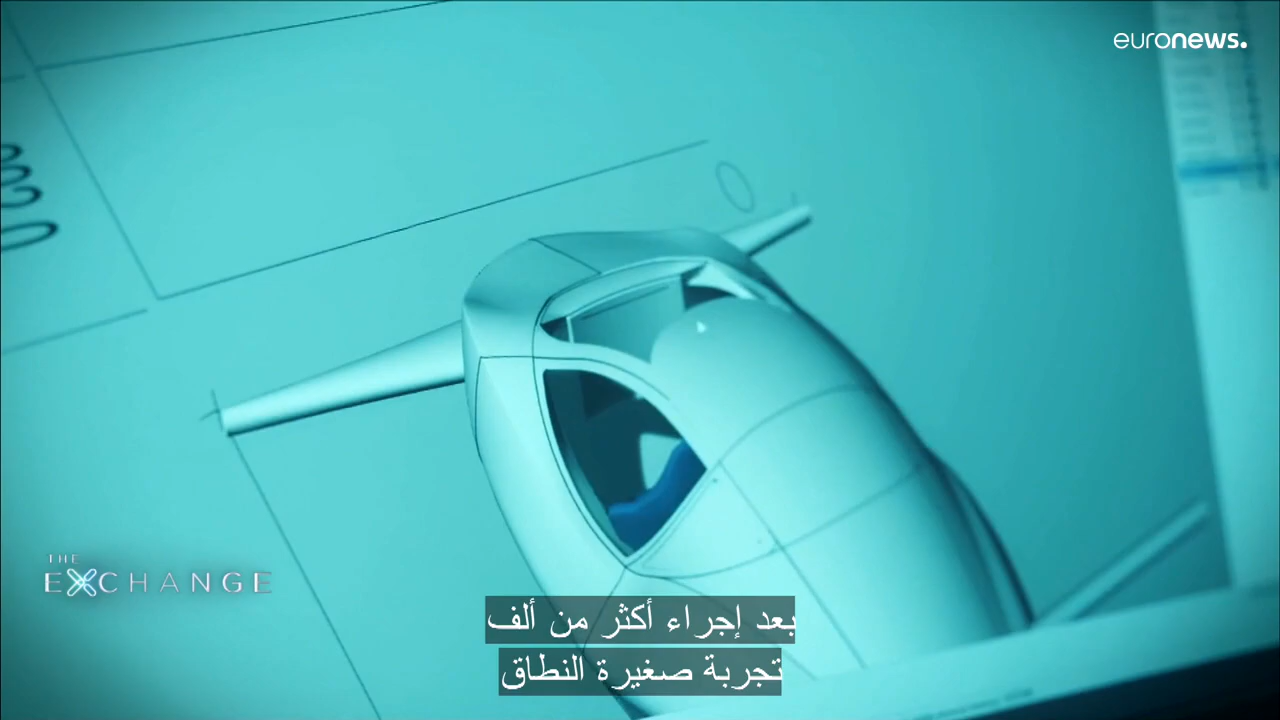 euronews.
THE
EXCHANGE
بعد إجراء أكثر من ألف
تجربة صغيرة النطاق